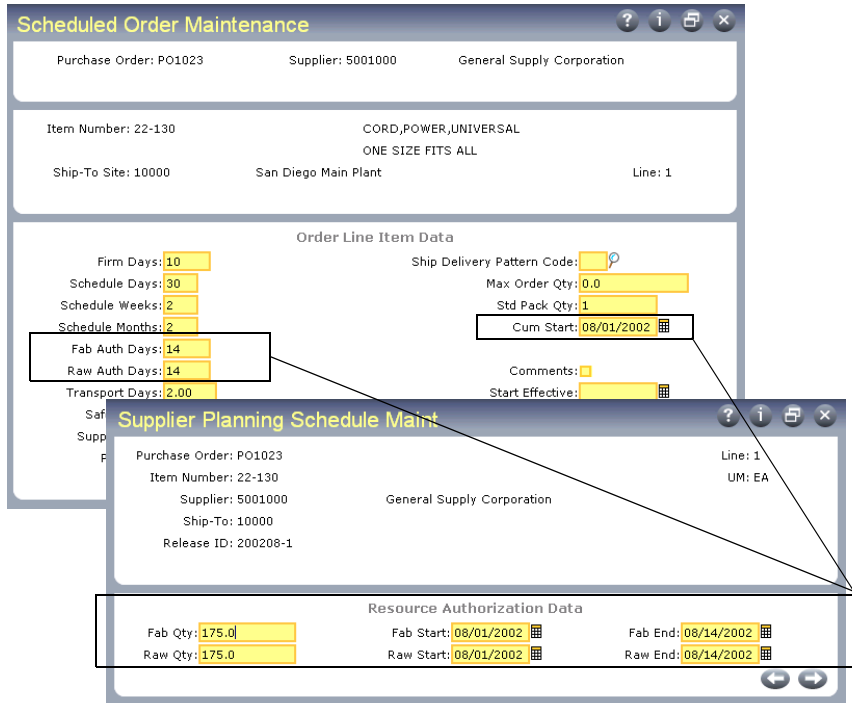 Scheduled Order Maintenance
Purchase Order: PO1023 Supplier: 5001000 General Supply Corporation
Item Number: 22-130 CORD,POWER,UNIVERSAL
ONE SIZE FITS ALL
Ship-To Site: 10000 San Diego Main Plant Line: 1
Order Line Item Data
Firm Days: 10 Ship Delivery Pattern Code:
Schedule Days: 30 Max Order Qty: 0.0
Schedule Weeks: 2 Std Pack Qty: 1
Schedule Months: 2 Cum Start: 08/01/2002
Fab Auth Days: 14
Raw Auth Days: 14 Comments:
Transport Days: 2.00 Start Effective:
Saf
Supp
Supplier Planning Schedule Maint
Purchase Order: PO1023 Line: 1
Item Number: 22-130 UM: EA
Supplier: 5001000 General Supply Corporation
Ship-To: 10000
Release ID: 200208-1
Resource Authorization Data
Fab Qty: 175.0 Fab Start: 08/01/2002 Fab End: 08/14/2002
Raw Qty: 175.0 Raw Start: 08/01/2002 Raw End: 08/14/2002